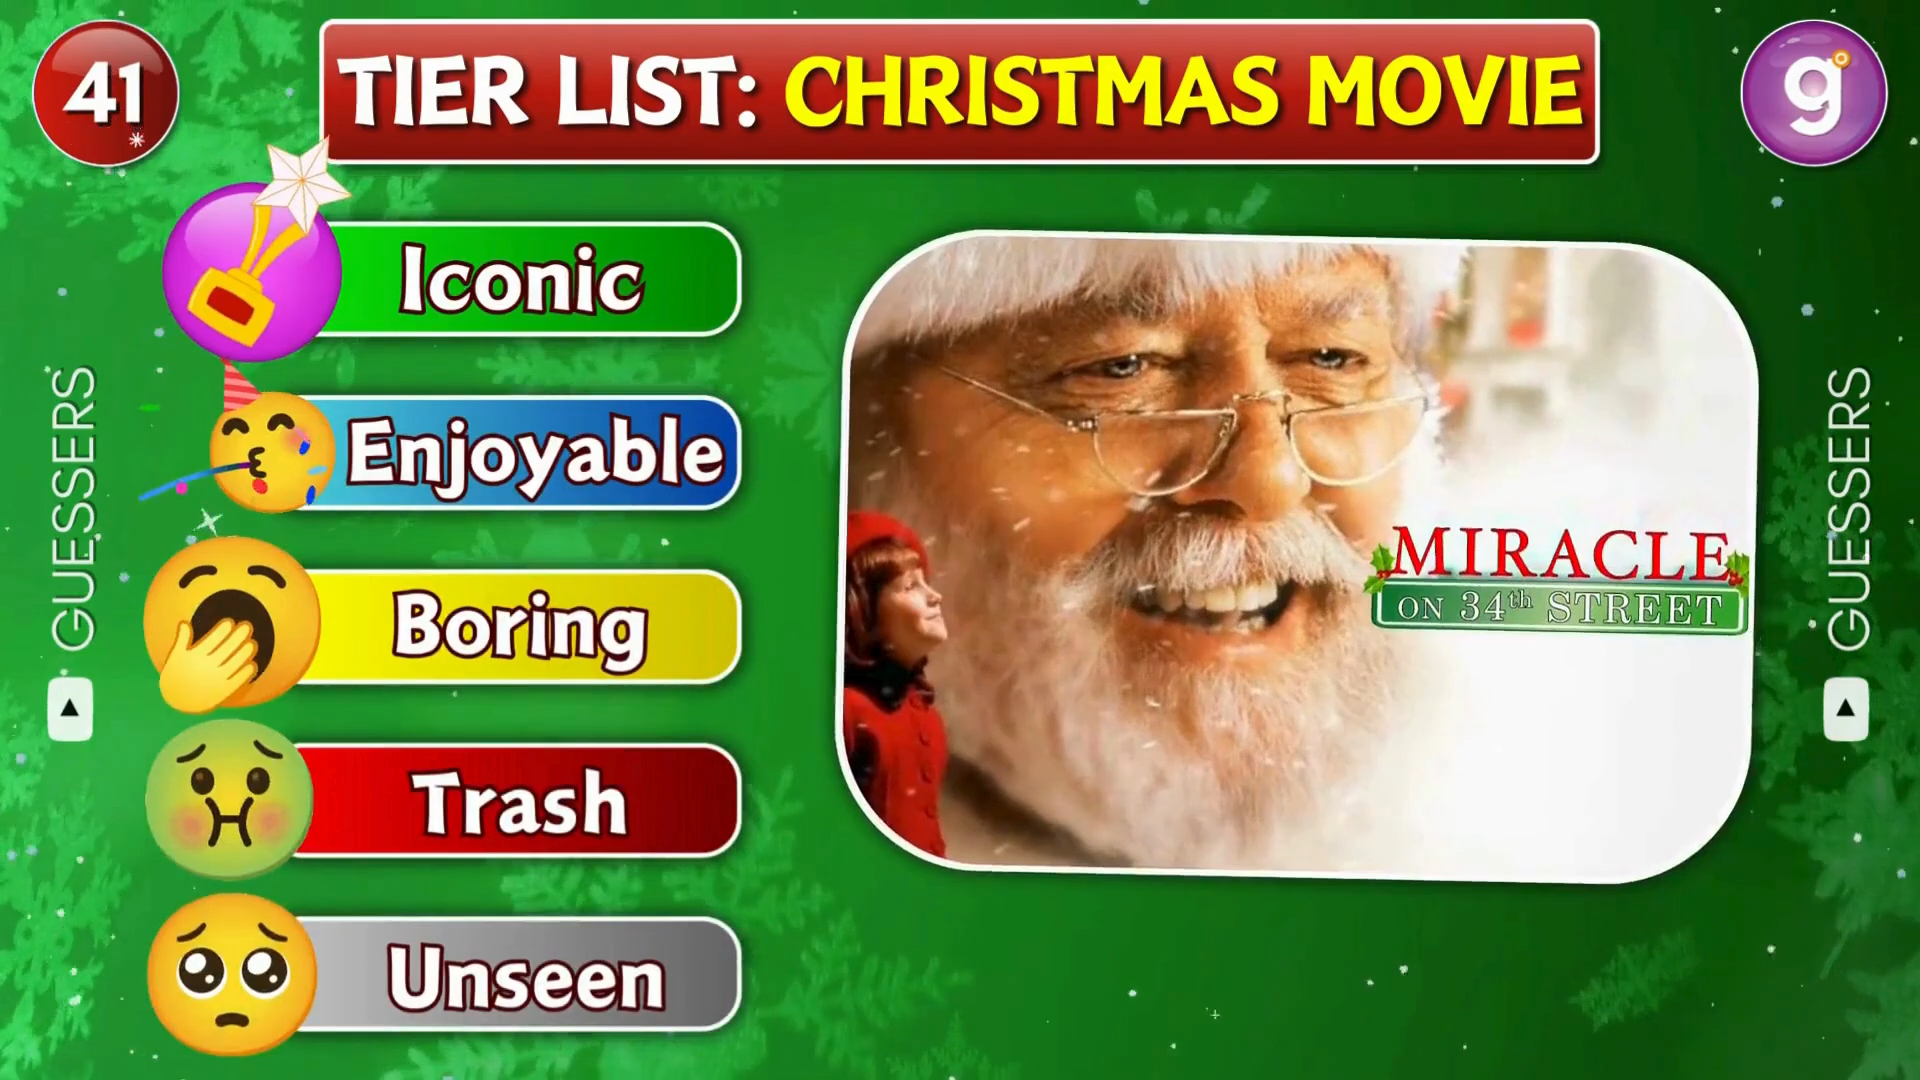 41
TIER LIST: CHRISTMAS MOVIE
g
Iconic
Enjoyable
Boring
Trash
Unseen
MIRACLE
ON 34th STREET
GUESSERS
GUESSERS